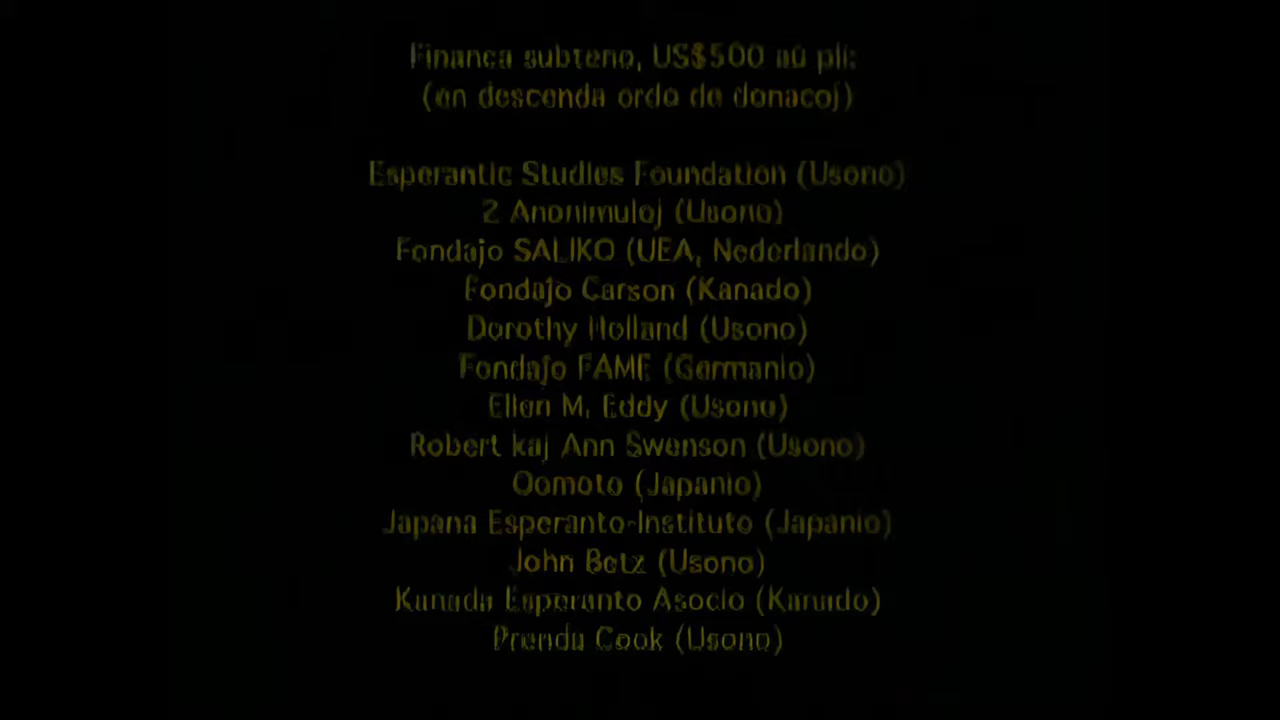 Financa subteno, US$500 aŭ pli:
(en descenda ordo de donacoj)
Esperantic Studies Foundation (Usono)
2 Anonimuloj (Usono)
Fondaĵo SALIKO (UEA, Nederlando)
Fondaĵo Carson (Kanado)
Dorothy Holland (Usono)
Fondaĵo FAME (Germanio)
Ellen M. Eddy (Usono)
Robert kaj Ann Swenson (Usono)
Oomoto (Japanio)
Japana Esperanto-Instituto (Japanio)
John Betz (Usono)
Kanada Esperanto Asocio (Kanado)
Cook (Usono)